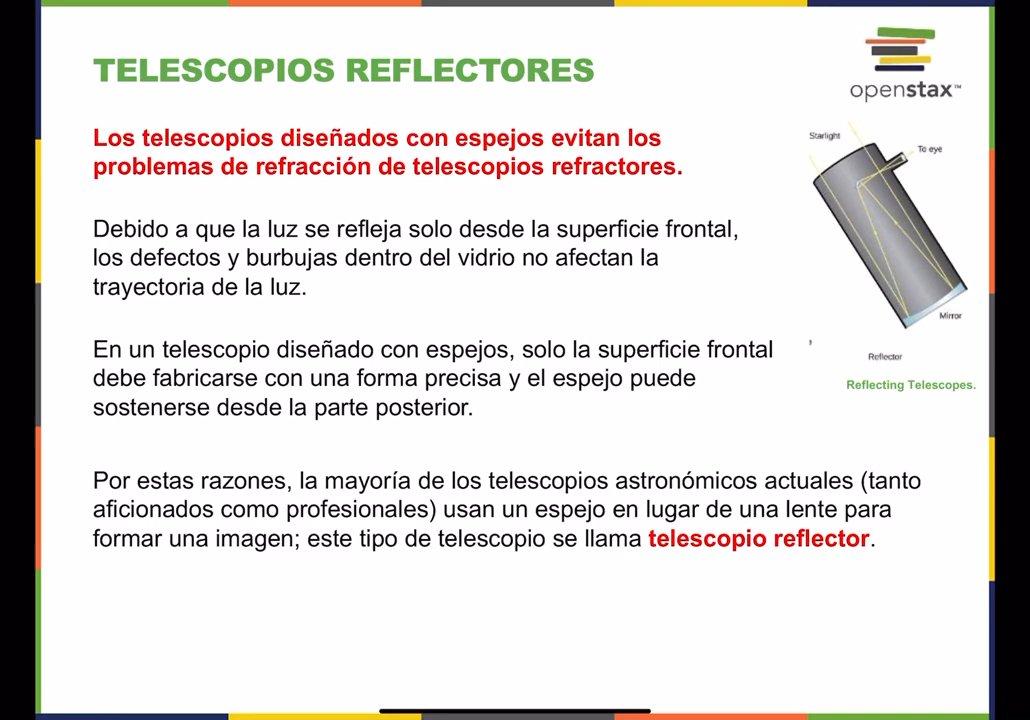 TELESCOPIOS REFLECTORES
openstax™
Los telescopios diseñados con espejos evitan los
problemas de refracción de telescopios refractores.
Starlight
To eye
Debido a que la luz se refleja solo desde la superficie frontal,
los defectos y burbujas dentro del vidrio no afectan la
trayectoria de la luz.
Mirror
En un telescopio diseñado con espejos, solo la superficie frontal
debe fabricarse con una forma precisa y el espejo puede
sostenerse desde la parte posterior.
,
Reflector
Reflecting Telescopes.
Por estas razones, la mayoría de los telescopios astronómicos actuales (tanto
aficionados como profesionales) usan un espejo en lugar de una lente para
formar una imagen; este tipo de telescopio se llama telescopio reflector.